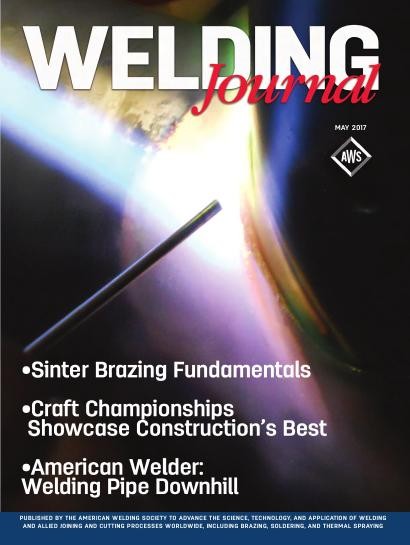 WELDING
Journal
MAY 2017
AWS
•Sinter Brazing Fundamentals
•Craft Championships
Showcase Construction's Best
•American Welder:
Welding Pipe Downhill
PUBLISHED BY THE AMERICAN WELDING SOCIETY TO ADVANCE THE SCIENCE, TECHNOLOGY, AND APPLICATION OF WELDING
AND ALLIED JOINING AND CUTTING PROCESSES WORLDWIDE, INCLUDING BRAZING, SOLDERING, AND THERMAL SPRAYING